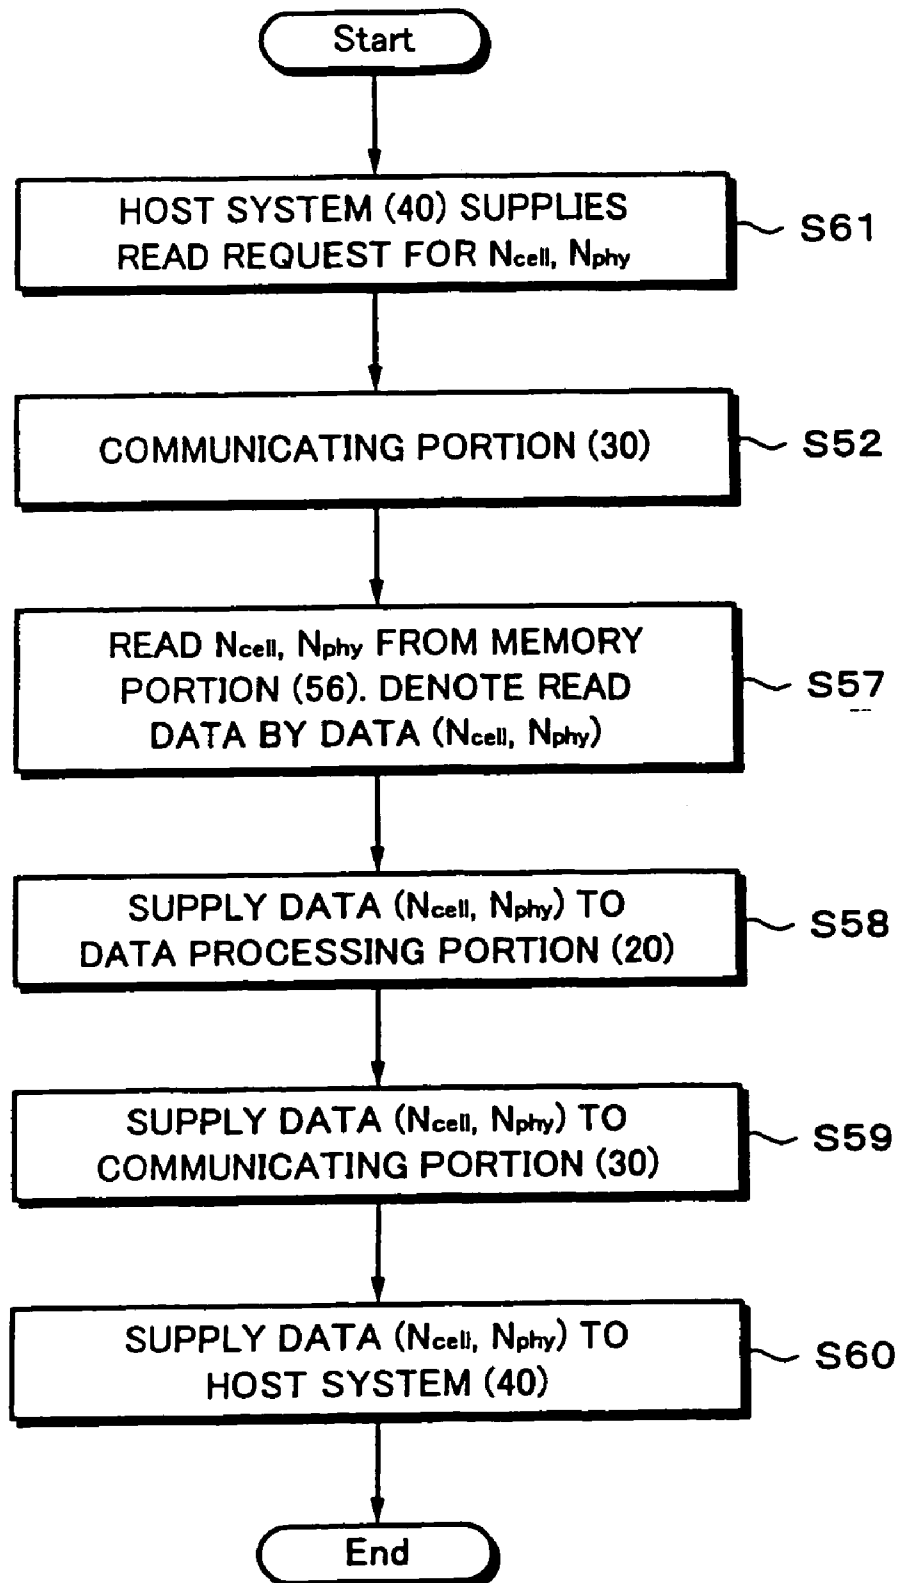 Start
HOST SYSTEM (40) SUPPLIES
READ REQUEST FOR Ncell, Nphy
S61
COMMUNICATING PORTION (30)
S52
READ Ncell, Nphy FROM MEMORY
PORTION (56). DENOTE READ
DATA BY DATA (Ncell, Nphy)
S57
SUPPLY DATA (Ncell, Nphy) TO
DATA PROCESSING PORTION (20)
S58
SUPPLY DATA (Ncell, Nphy) TO
COMMUNICATING PORTION (30)
S59
SUPPLY DATA (Ncell, Nphy) TO
HOST SYSTEM (40)
S60
End